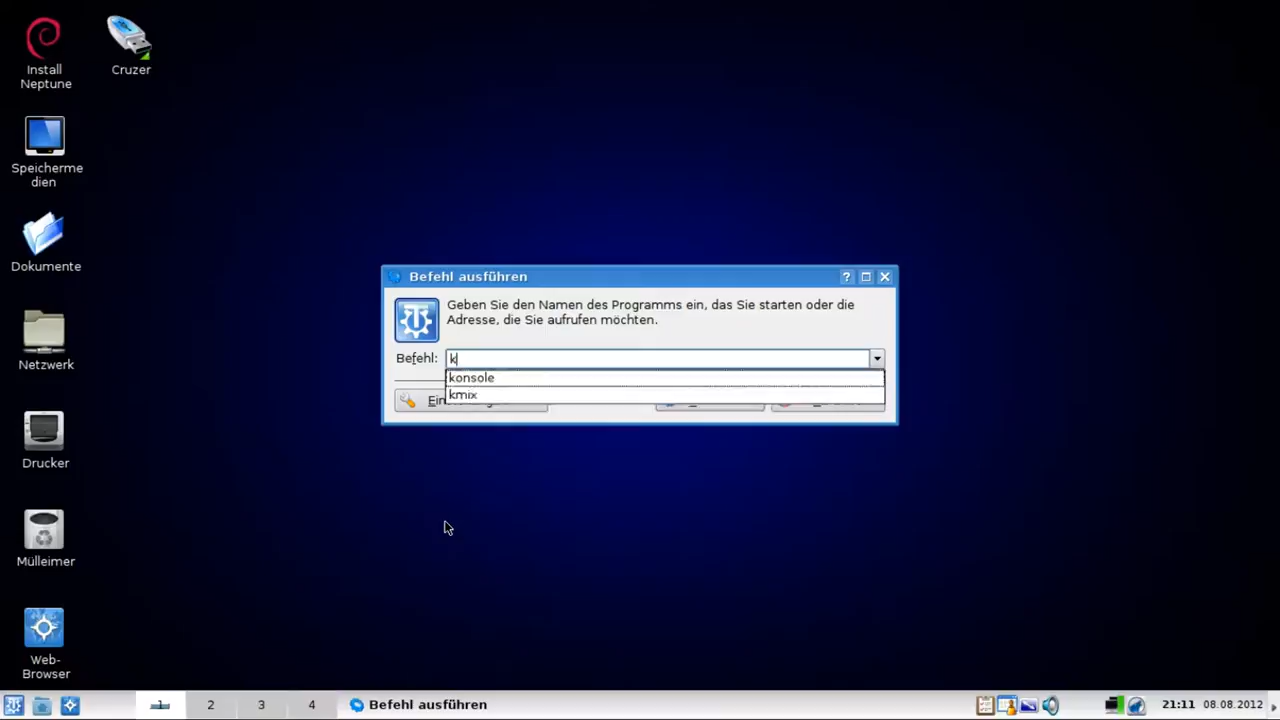 Install
Neptune
Cruzer
Speicherme
dien
Dokumente
Netzwerk
Drucker
Mülleimer
Web-
Browser
Befehl ausführen
Geben Sie den Namen des Programms ein, das Sie starten oder die
Adresse, die Sie aufrufen möchten.
Befehl: k
konsole
kmix
1 2 3 4 Befehl ausführen 21:11 08.08.2012